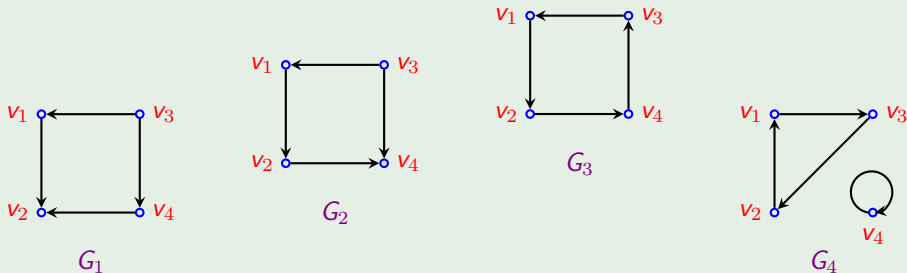 v₁ v₃
v₂ v₄
G₁
v₁ v₃
v₂ v₄
G₂
v₁ v₃
v₂ v₄
G₃
v₁ v₃
v₂
v₄
G₄